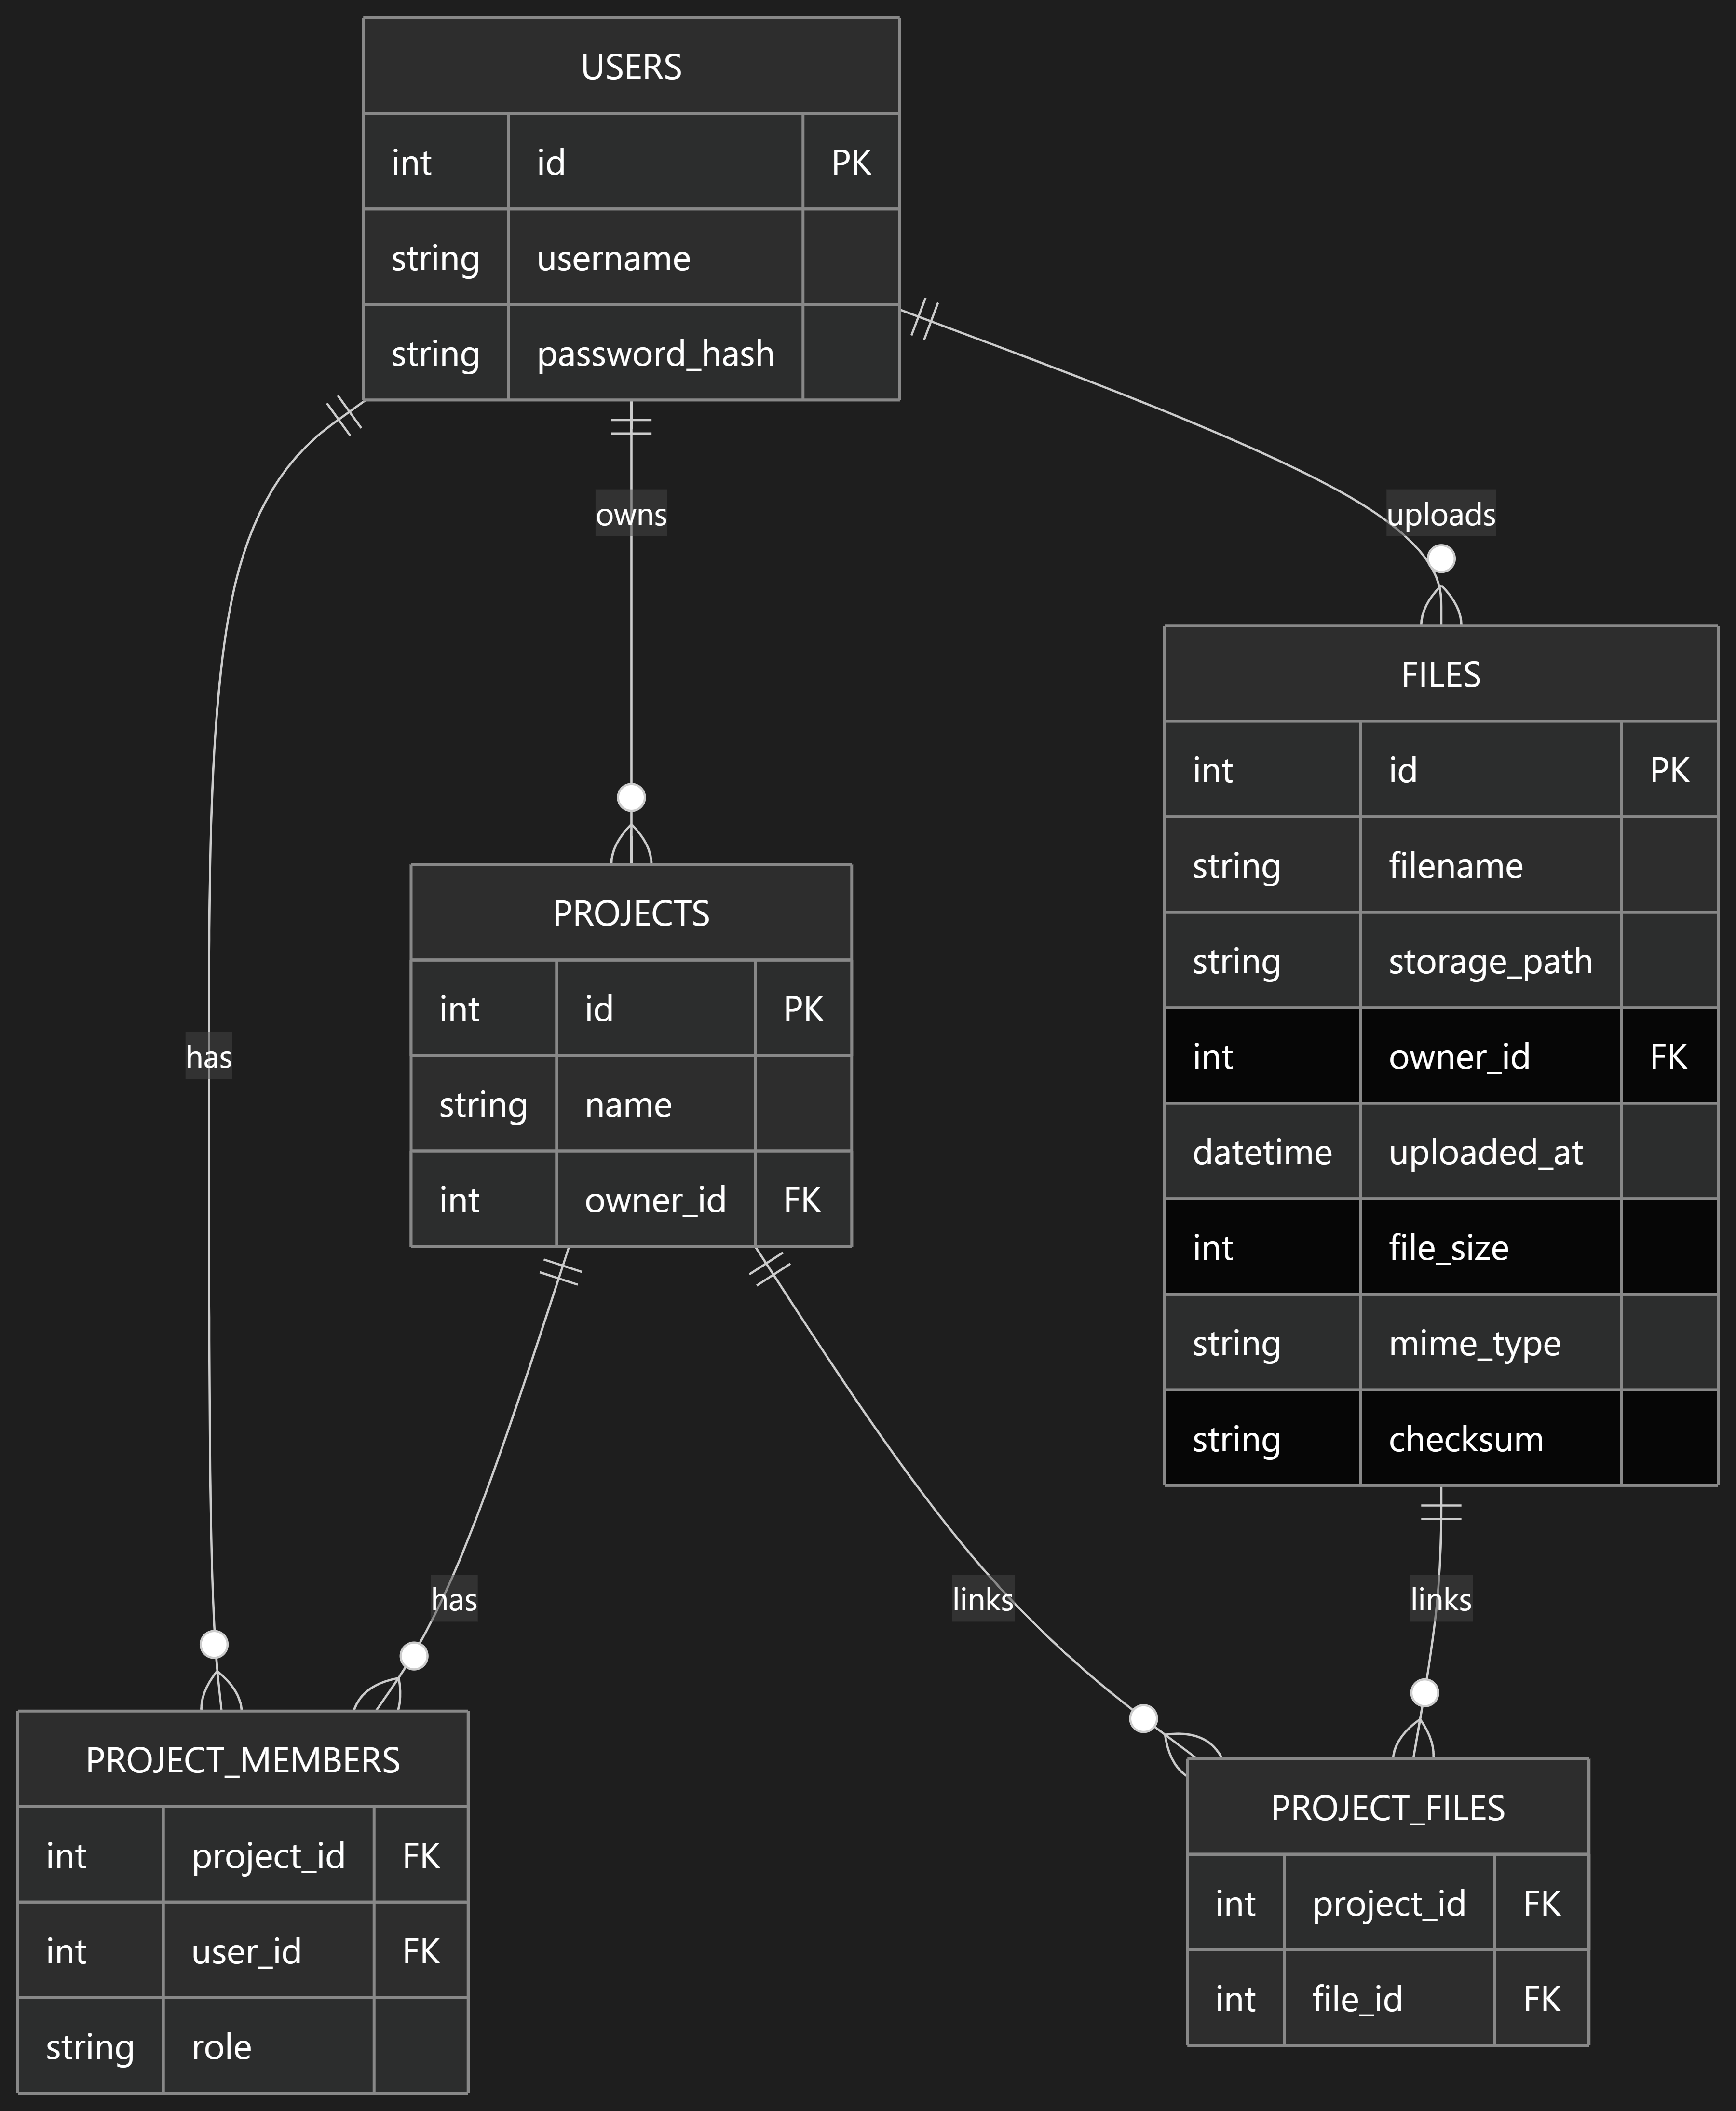 USERS
int id PK
string username
string password_hash
owns
uploads
FILES
int id PK
string filename
string storage_path
int owner_id FK
datetime uploaded_at
int file_size
string mime_type
string checksum
PROJECTS
int id PK
string name
int owner_id FK
has
has
links
links
PROJECT_MEMBERS
int project_id FK
int user_id FK
string role
PROJECT_FILES
int project_id FK
int file_id FK